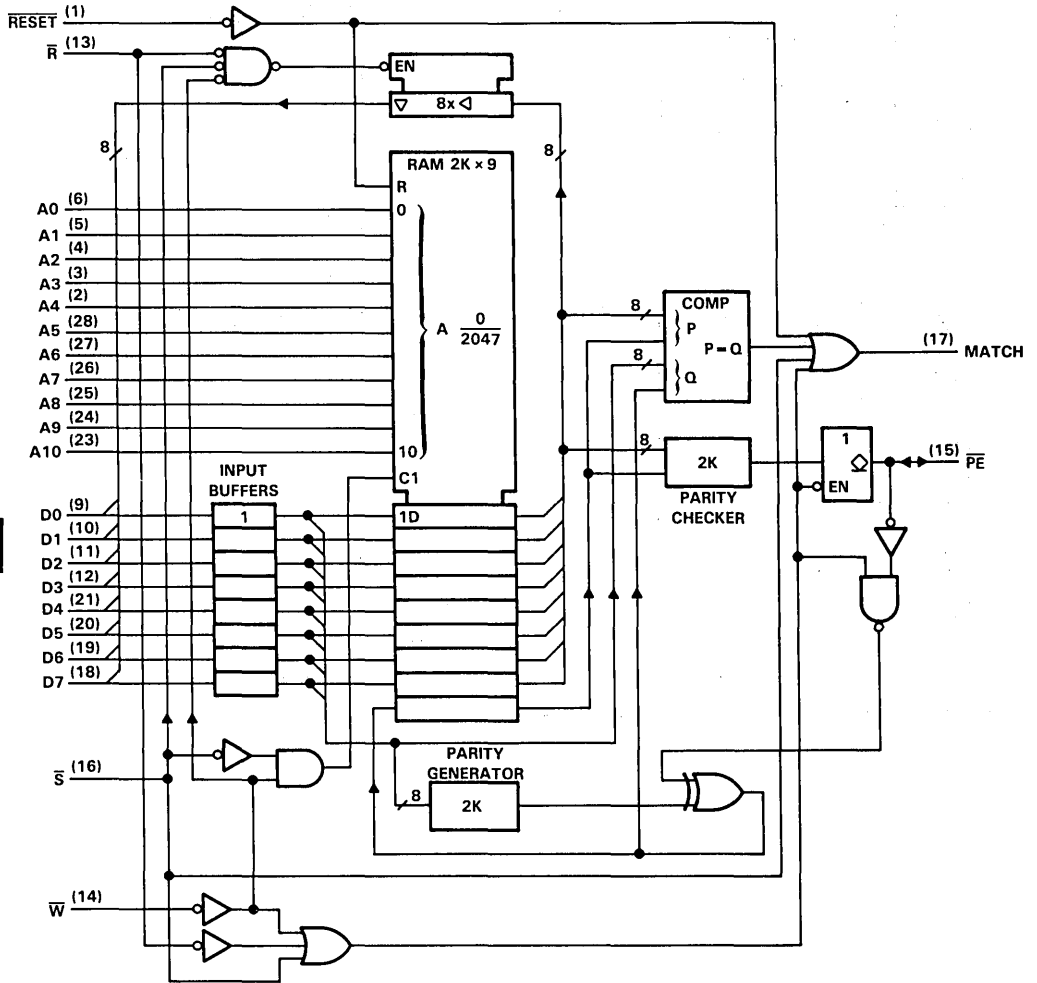 R̅E̅S̅E̅T̅ (1)
R̅ (13)
EN
8x
8
8
RAM 2K × 9
R
A0 (6)
0
A1 (5)
A2 (4)
A3 (3)
A4 (2)
A5 (28)
A6 (27)
A7 (26)
A8 (25)
A9 (24)
A10 (23)
10
A 0/2047
C1
8
COMP
P
P = Q
8
Q
(17) MATCH
8
2K
PARITY
CHECKER
1
EN
(15) P̅E̅
INPUT
BUFFERS
D0 (9)
1
1D
D1 (10)
D2 (11)
D3 (12)
D4 (21)
D5 (20)
D6 (19)
D7 (18)
PARITY
GENERATOR
8
2K
S̅ (16)
W̅ (14)